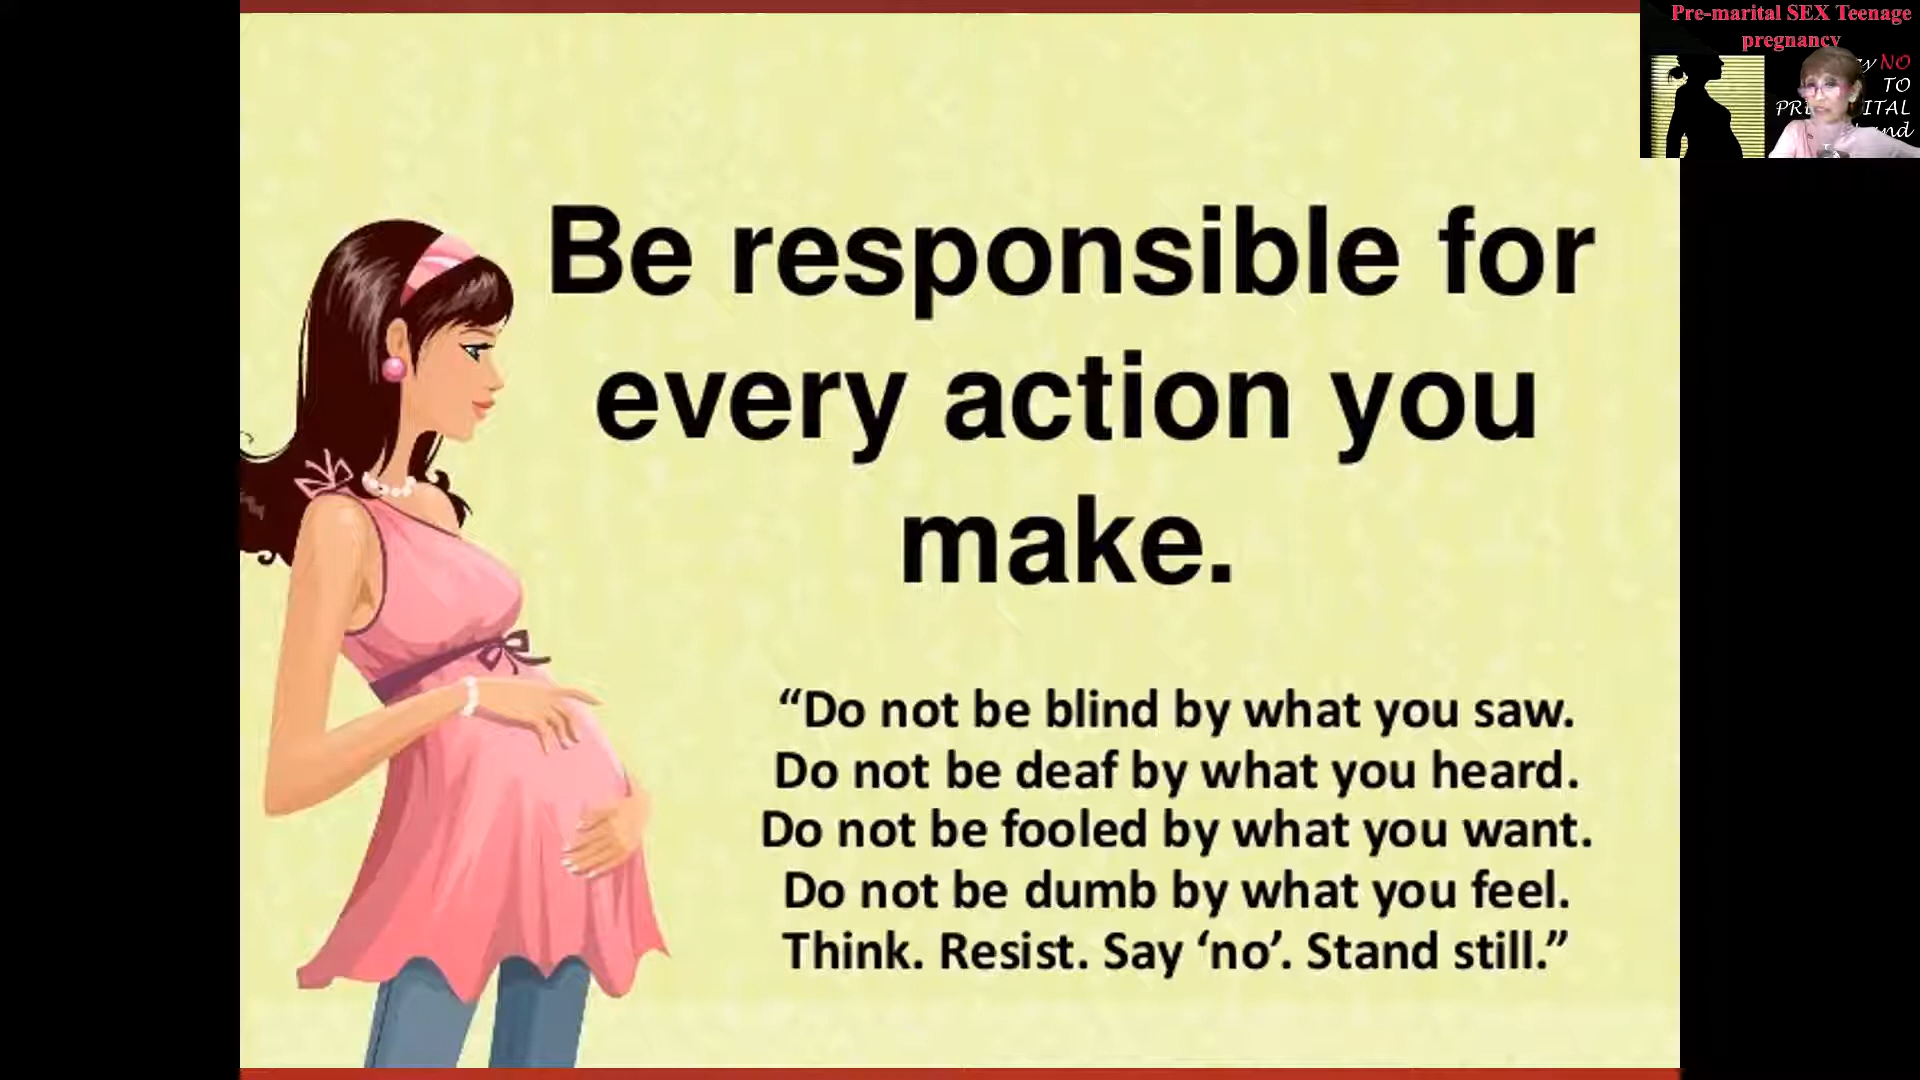 Be responsible for
every action you
make.
“Do not be blind by what you saw.
Do not be deaf by what you heard.
Do not be fooled by what you want.
Do not be dumb by what you feel.
Think. Resist. Say ‘no’. Stand still.”
Pre-marital SEX Teenage
pregnancy
NO
TO